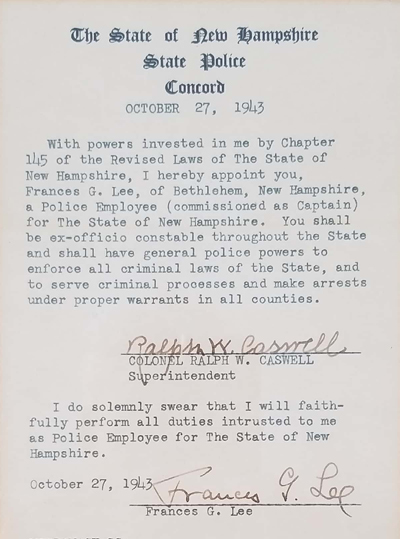 The State of New Hampshire
State Police
Concord
OCTOBER 27, 1943
With powers invested in me by Chapter
145 of the Revised Laws of The State of
New Hampshire, I hereby appoint you,
Frances G. Lee, of Bethlehem, New Hampshire,
a Police Employee (commissioned as Captain)
for The State of New Hampshire. You shall
be ex-officio constable throughout the State
and shall have general police powers to
enforce all criminal laws of the State, and
to serve criminal processes and make arrests
under proper warrants in all counties.
Ralph W. Caswell
COLONEL RALPH W. CASWELL
Superintendent
I do solemnly swear that I will faith-
fully perform all duties intrusted to me
as Police Employee for The State of New
Hampshire.
October 27, 1943
Frances G. Lee
Frances G. Lee